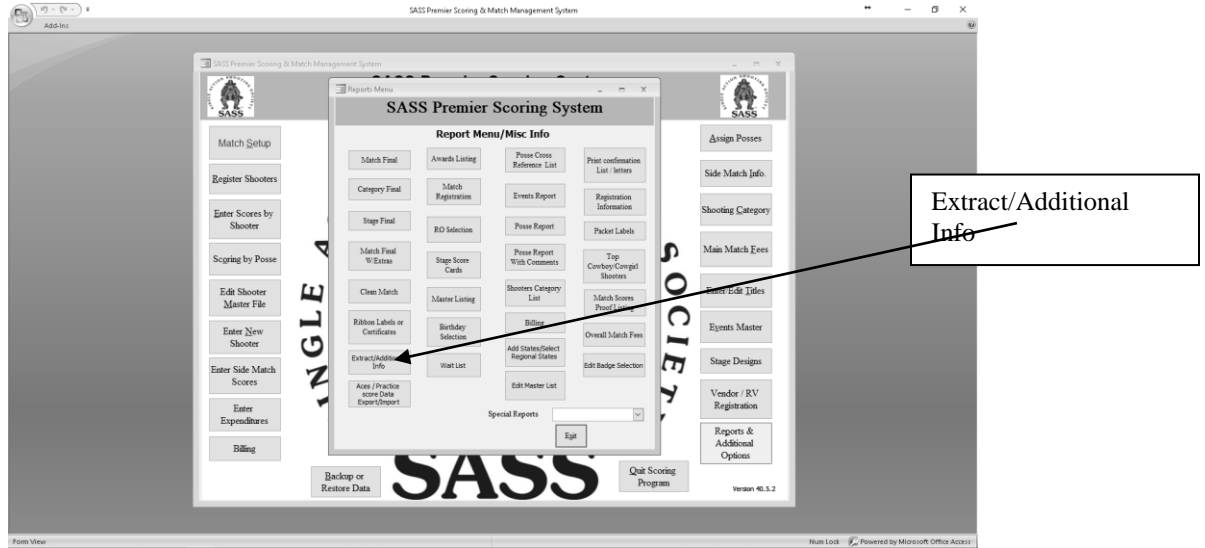 SASS Premier Scoring & Match Management System
Add-Ins
SASS Premier Scoring & Match Management System
SASS
SASS
Match Setup
Register Shooters
Enter Scores by
Shooter
Scoring by Posse
Edit Shooter
Master File
Enter New
Shooter
Enter Side Match
Scores
Enter
Expenditures
Billing
Reports Menu
SASS Premier Scoring System
Report Menu/Misc Info
Match Final
Category Final
Stage Final
Match Final
W/Extras
Clean Match
Ribbon Labels or
Certificates
Extract/Addition
Info
Aces / Practice
score Data
Export/Import
Awards Listing
Match
Registration
RO Selection
Stage Score
Cards
Master Listing
Birthday
Selection
Wait List
Posse Cross
Reference List
Events Report
Posse Report
Posse Report
With Comments
Shooters Category
List
Billing
Add States/Select
Regional States
Edit Master List
Print confirmation
List / letters
Registration
Information
Packet Labels
Top
Cowboy/Cowgirl
Shooters
Match Scores
Proof Listing
Overall Match Fees
Edit Badge Selection
Special Reports
Exit
Assign Posses
Side Match Info.
Shooting Category
Main Match Fees
Enter/Edit Titles
Events Master
Stage Designs
Vendor / RV
Registration
Reports &
Additional
Options
INGLE A
SOCIET
SASS
Backup or
Restore Data
Quit Scoring
Program
Version 40.5.2
Form View
Num Lock
Powered by Microsoft Office Access
Extract/Additional
Info